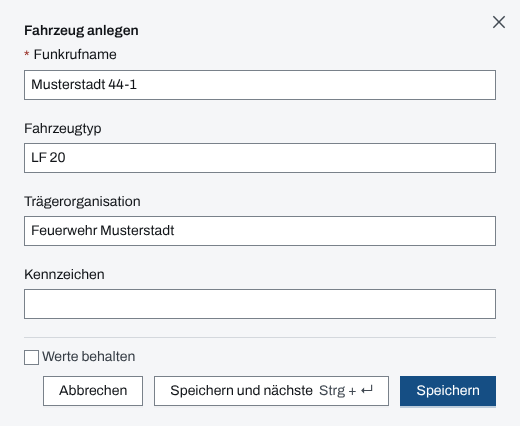 Fahrzeug anlegen
* Funkrufname
Musterstadt 44-1
Fahrzeugtyp
LF 20
Trägerorganisation
Feuerwehr Musterstadt
Kennzeichen
Werte behalten
Abbrechen
Speichern und nächste Strg + ↵
Speichern